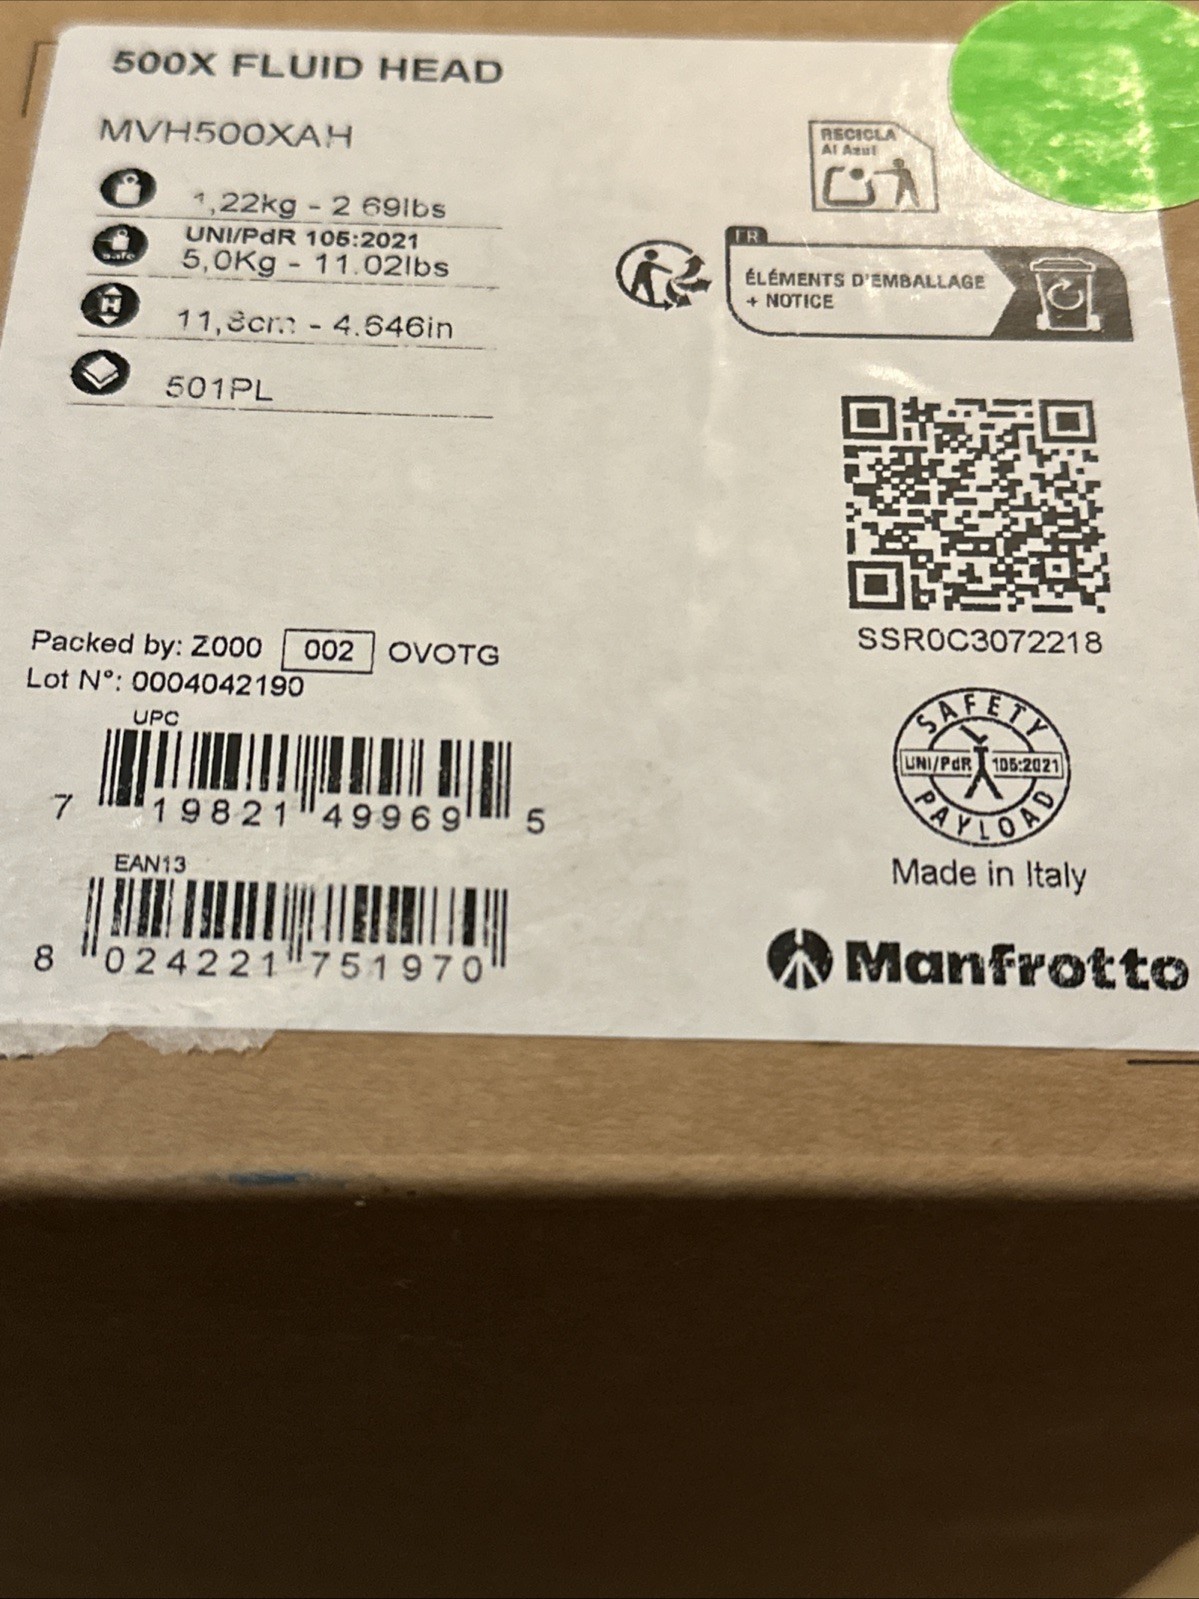 500X FLUID HEAD
MVH500XAH
1,22kg - 2 69lbs
UNI/PdR 105:2021
5,0Kg - 11.02lbs
11,8cm - 4.646in
501PL
RECICLA
Al Azul
FR
ÉLÉMENTS D'EMBALLAGE
+ NOTICE
SSR0C3072218
Packed by: Z000 002 OVOTG
Lot N°: 0004042190
UPC
7 19821 49969 5
EAN13
8 024221 751970
SAFETY
UNI/PdR 105:2021
PAYLOAD
Made in Italy
Manfrotto